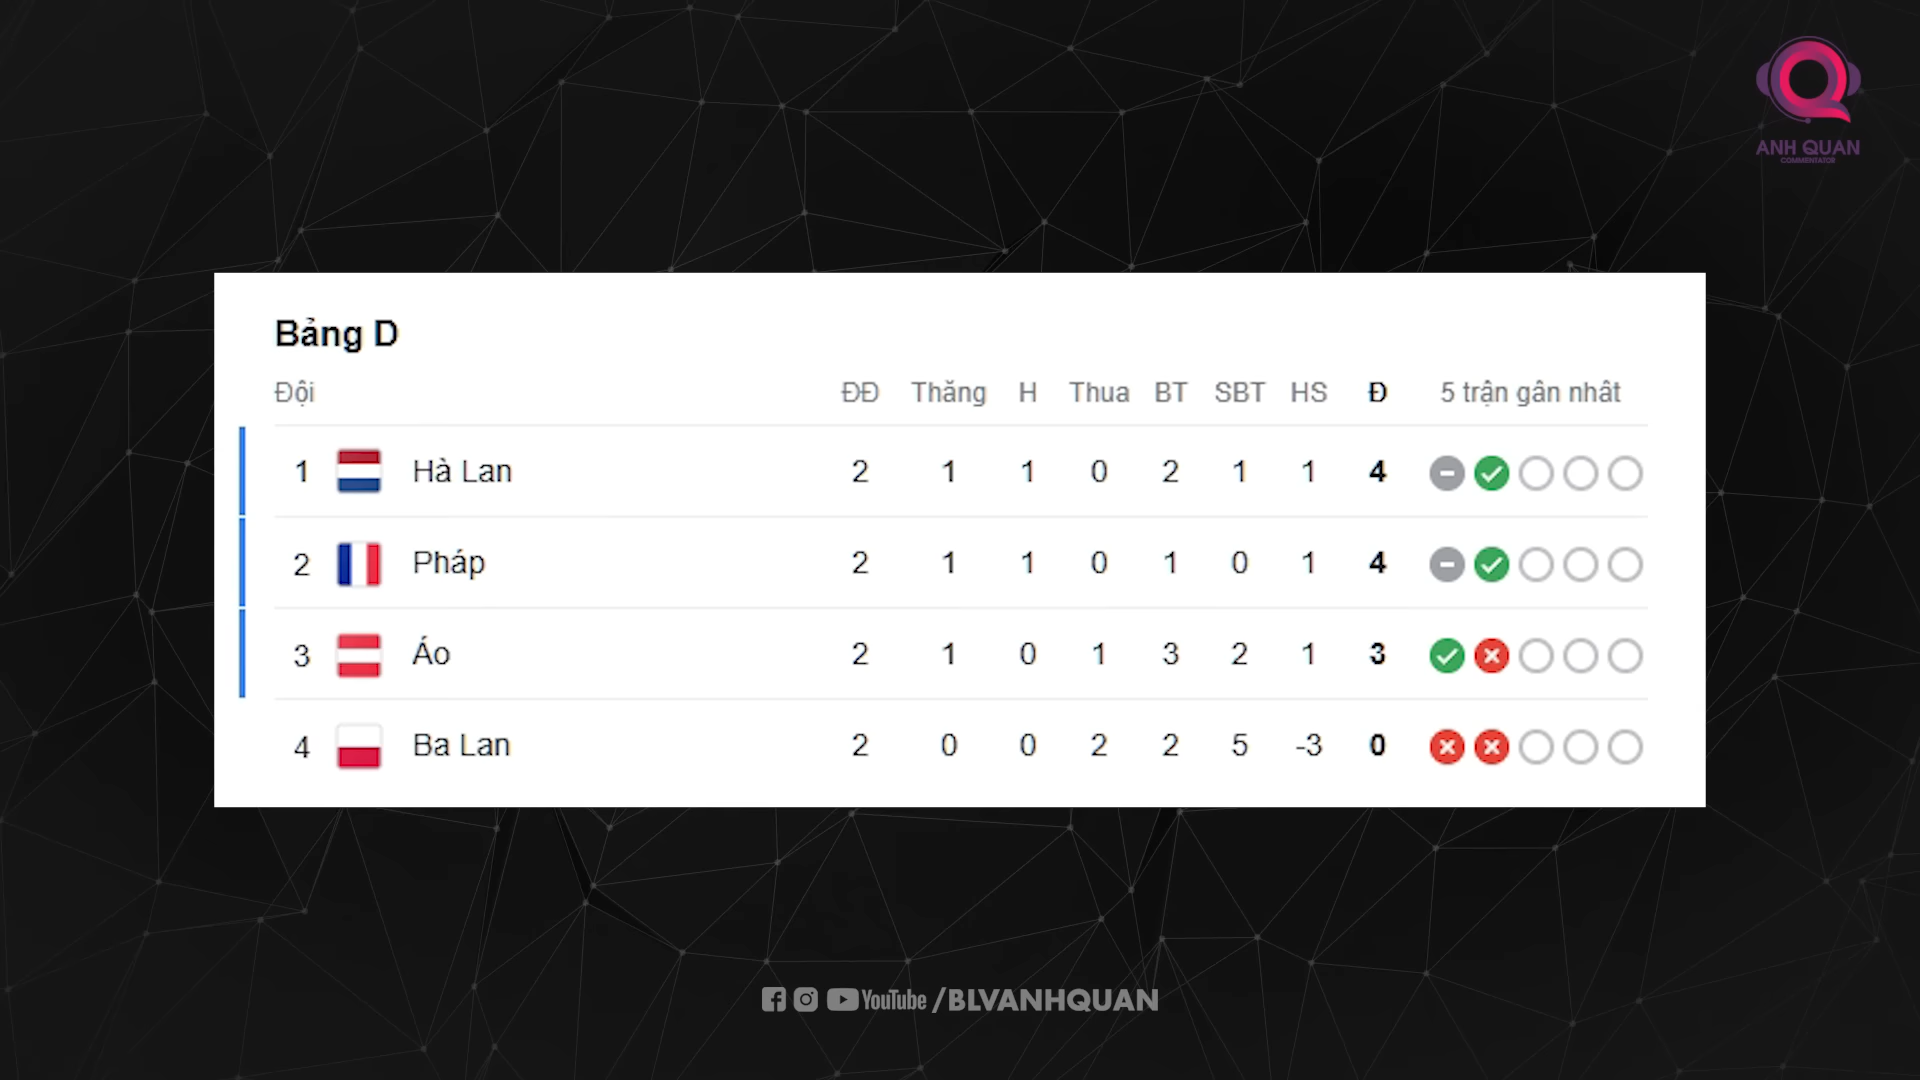 ANH QUAN
COMMENTATOR
Bảng D
Đội ĐĐ Thắng H Thua BT SBT HS Đ 5 trận gần nhất
1 Hà Lan 2 1 1 0 2 1 1 4
2 Pháp 2 1 1 0 1 0 1 4
3 Áo 2 1 0 1 3 2 1 3
4 Ba Lan 2 0 0 2 2 5 -3 0
YouTube /BLVANHQUAN